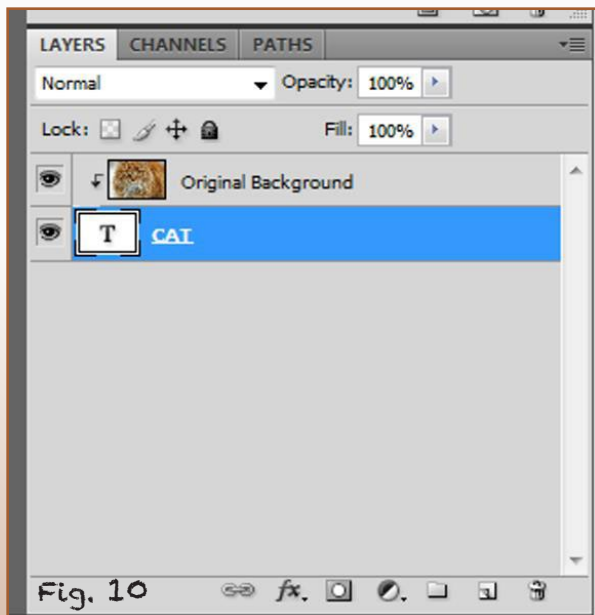 LAYERS CHANNELS PATHS
Normal Opacity: 100%
Lock: Fill: 100%
Original Background
T CAT
Fig. 10 fx.